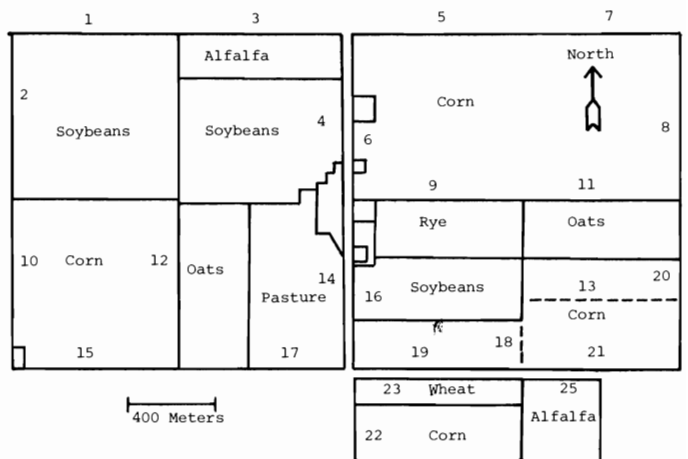 1 3 5 7
North
Alfalfa
2 Corn
4 8
Soybeans Soybeans
6
9 11
Rye Oats
10 Corn 12 Oats
14 13 20
16 Soybeans
Pasture
Corn
18
15 17 19 21
23 Wheat 25
400 Meters Alfalfa
22 Corn